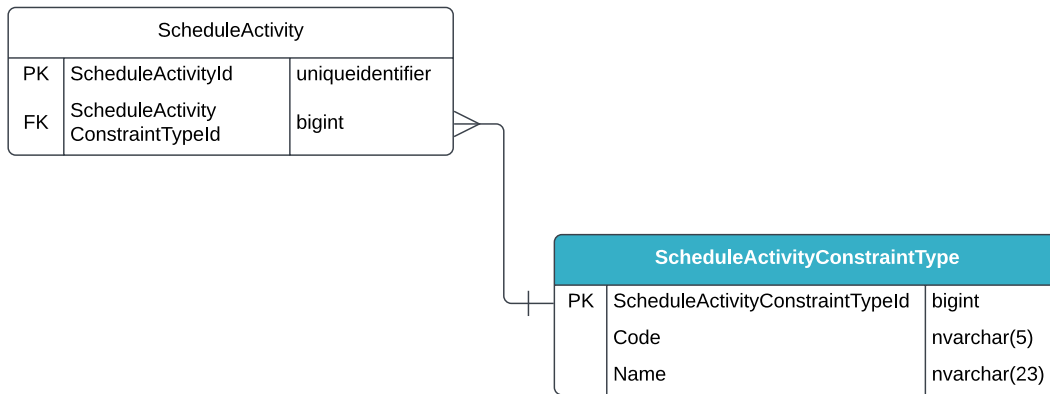 ScheduleActivity
PK ScheduleActivityId uniqueidentifier
FK ScheduleActivity
ConstraintTypeId bigint
ScheduleActivityConstraintType
PK ScheduleActivityConstraintTypeId bigint
Code nvarchar(5)
Name nvarchar(23)